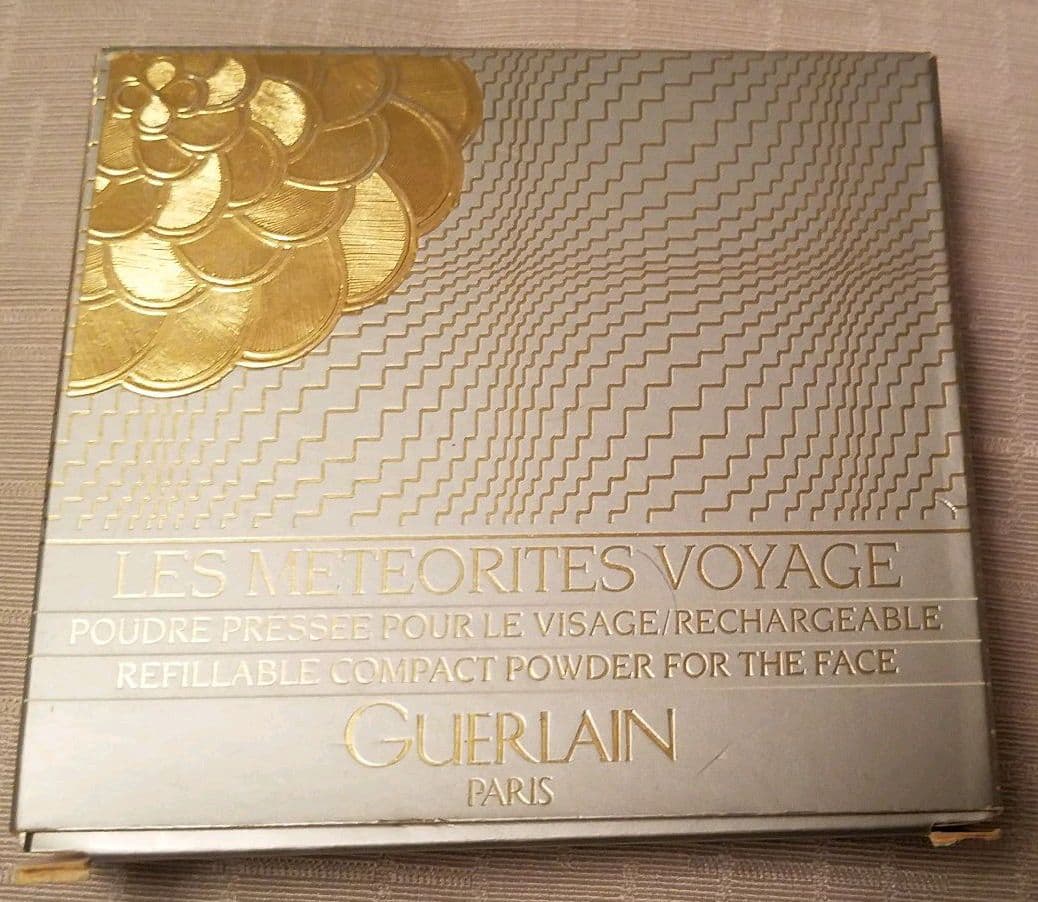 LES METEORITES VOYAGE
POUDRE PRESSEE POUR LE VISAGE/RECHARGEABLE
REFILLABLE COMPACT POWDER FOR THE FACE
GUERLAIN
PARIS